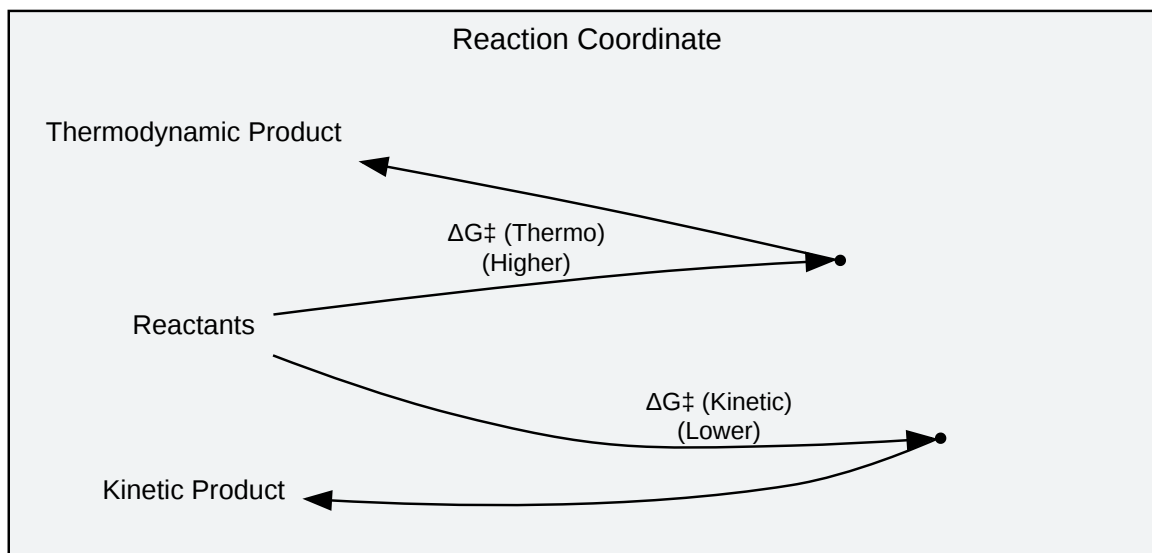 Reaction Coordinate
Thermodynamic Product
ΔG‡ (Thermo)
(Higher)
Reactants
ΔG‡ (Kinetic)
(Lower)
Kinetic Product